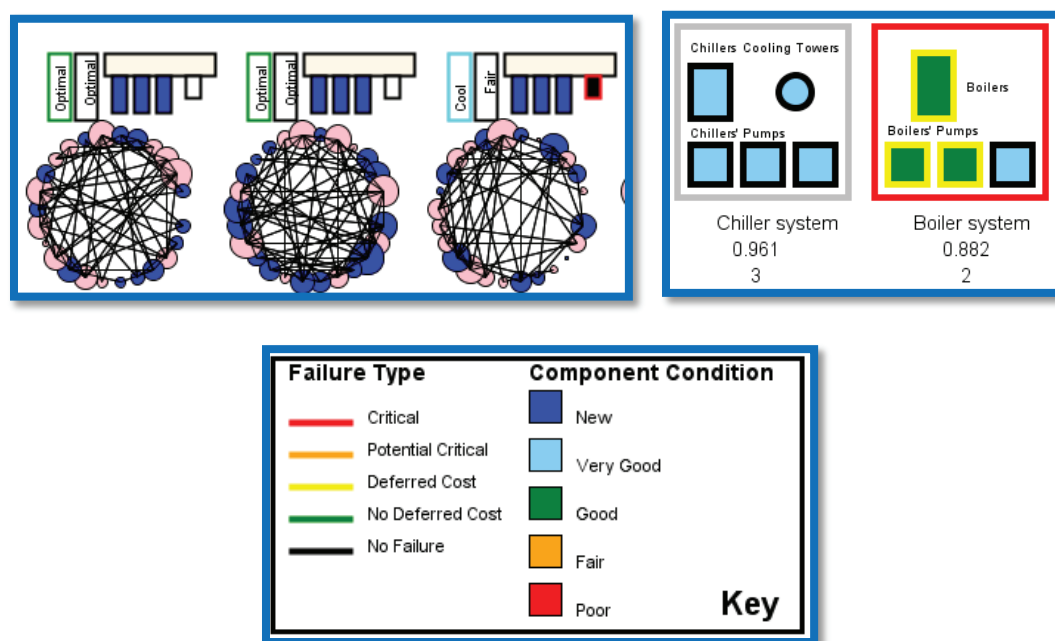 Optimal
Optimal
Optimal
Optimal
Cool
Fair
Chillers Cooling Towers
Chillers' Pumps
Chiller system
0.961
3
Boilers
Boilers' Pumps
Boiler system
0.882
2
Failure Type
Critical
Potential Critical
Deferred Cost
No Deferred Cost
No Failure
Component Condition
New
Very Good
Good
Fair
Poor
Key